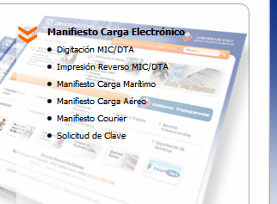 Manifiesto Carga Electrónico
Digitación MIC/DTA
Impresión Reverso MIC/DTA
Manifiesto Carga Marítimo
Manifiesto Carga Aéreo
Manifiesto Courier
Solicitud de Clave